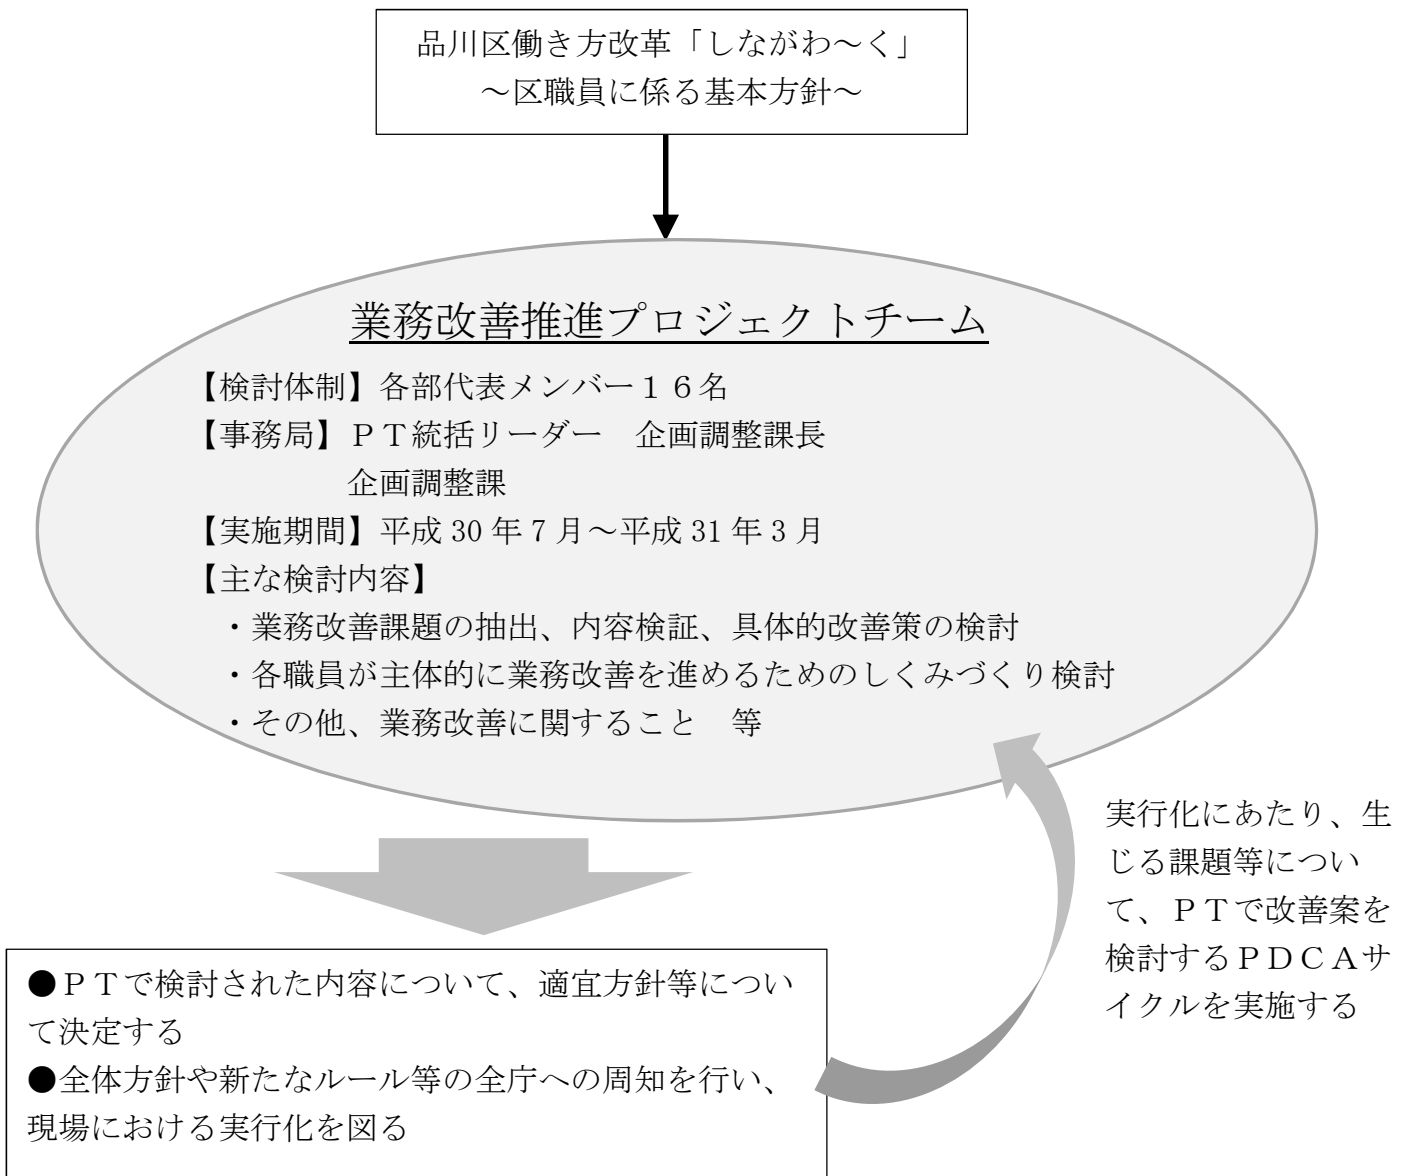 品川区働き方改革「しながわ～く」
～区職員に係る基本方針～
業務改善推進プロジェクトチーム
【検討体制】各部代表メンバー１６名
【事務局】ＰＴ統括リーダー　企画調整課長
企画調整課
【実施期間】平成 30 年 7 月～平成 31 年 3 月
【主な検討内容】
・業務改善課題の抽出、内容検証、具体的改善策の検討
・各職員が主体的に業務改善を進めるためのしくみづくり検討
・その他、業務改善に関すること　等
実行化にあたり、生
じる課題等につい
て、ＰＴで改善案を
検討するＰＤＣＡサ
イクルを実施する
●ＰＴで検討された内容について、適宜方針等につい
て決定する
●全体方針や新たなルール等の全庁への周知を行い、
現場における実行化を図る